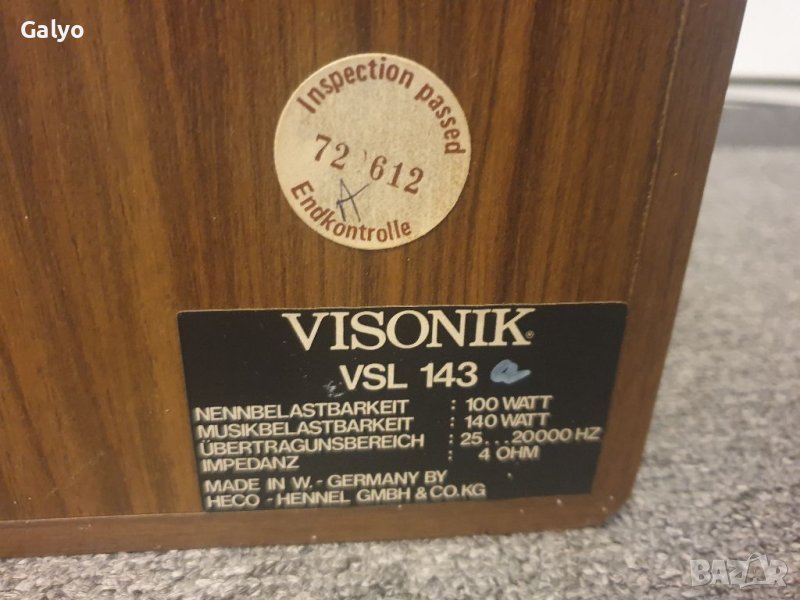 Galyo
Inspection passed
72 612
A
Endkontrolle
VISONIK®
VSL 143 a
NENNBELASTBARKEIT : 100 WATT
MUSIKBELASTBARKEIT : 140 WATT
ÜBERTRAGUNSBEREICH : 25...20000 HZ
IMPEDANZ : 4 OHM
MADE IN W.- GERMANY BY
HECO - HENNEL GMBH & CO.KG
BAZAR